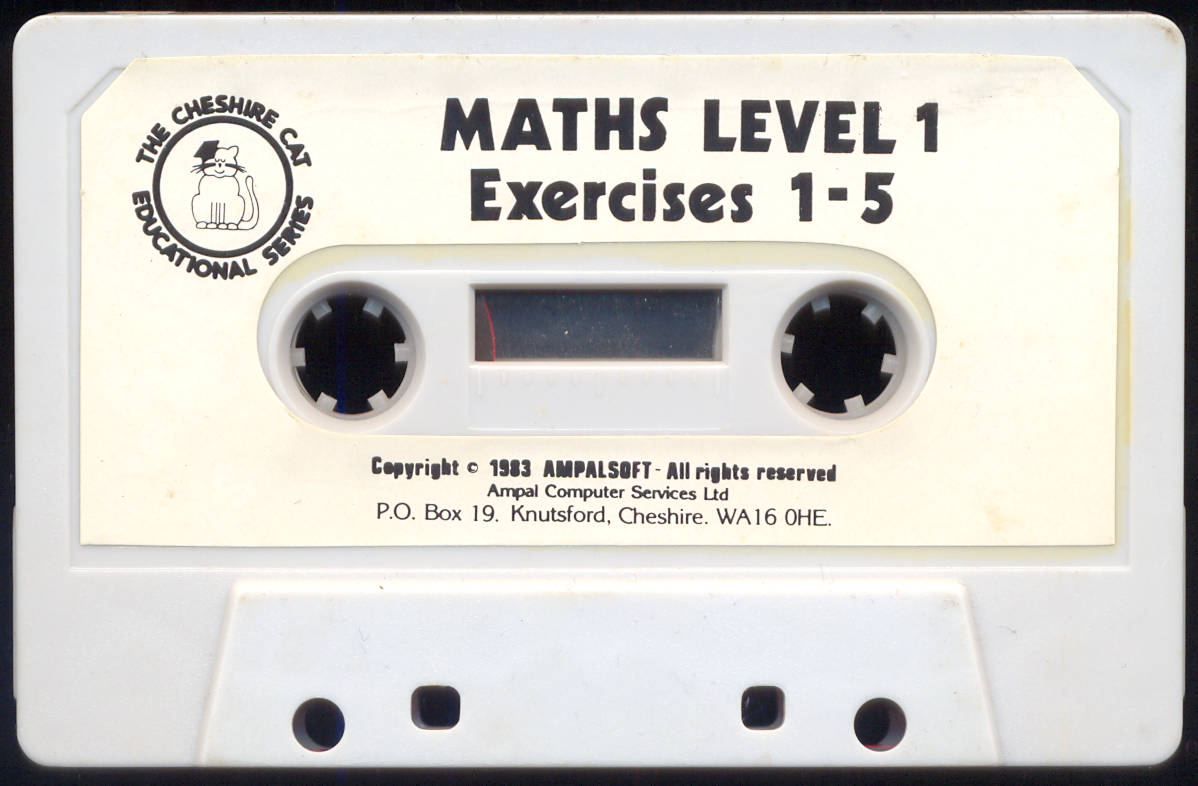 THE CHESHIRE CAT
EDUCATIONAL SERIES
MATHS LEVEL 1
Exercises 1-5
Copyright © 1983 AMPALSOFT - All rights reserved
Ampal Computer Services Ltd
P.O. Box 19. Knutsford, Cheshire. WA16 0HE.